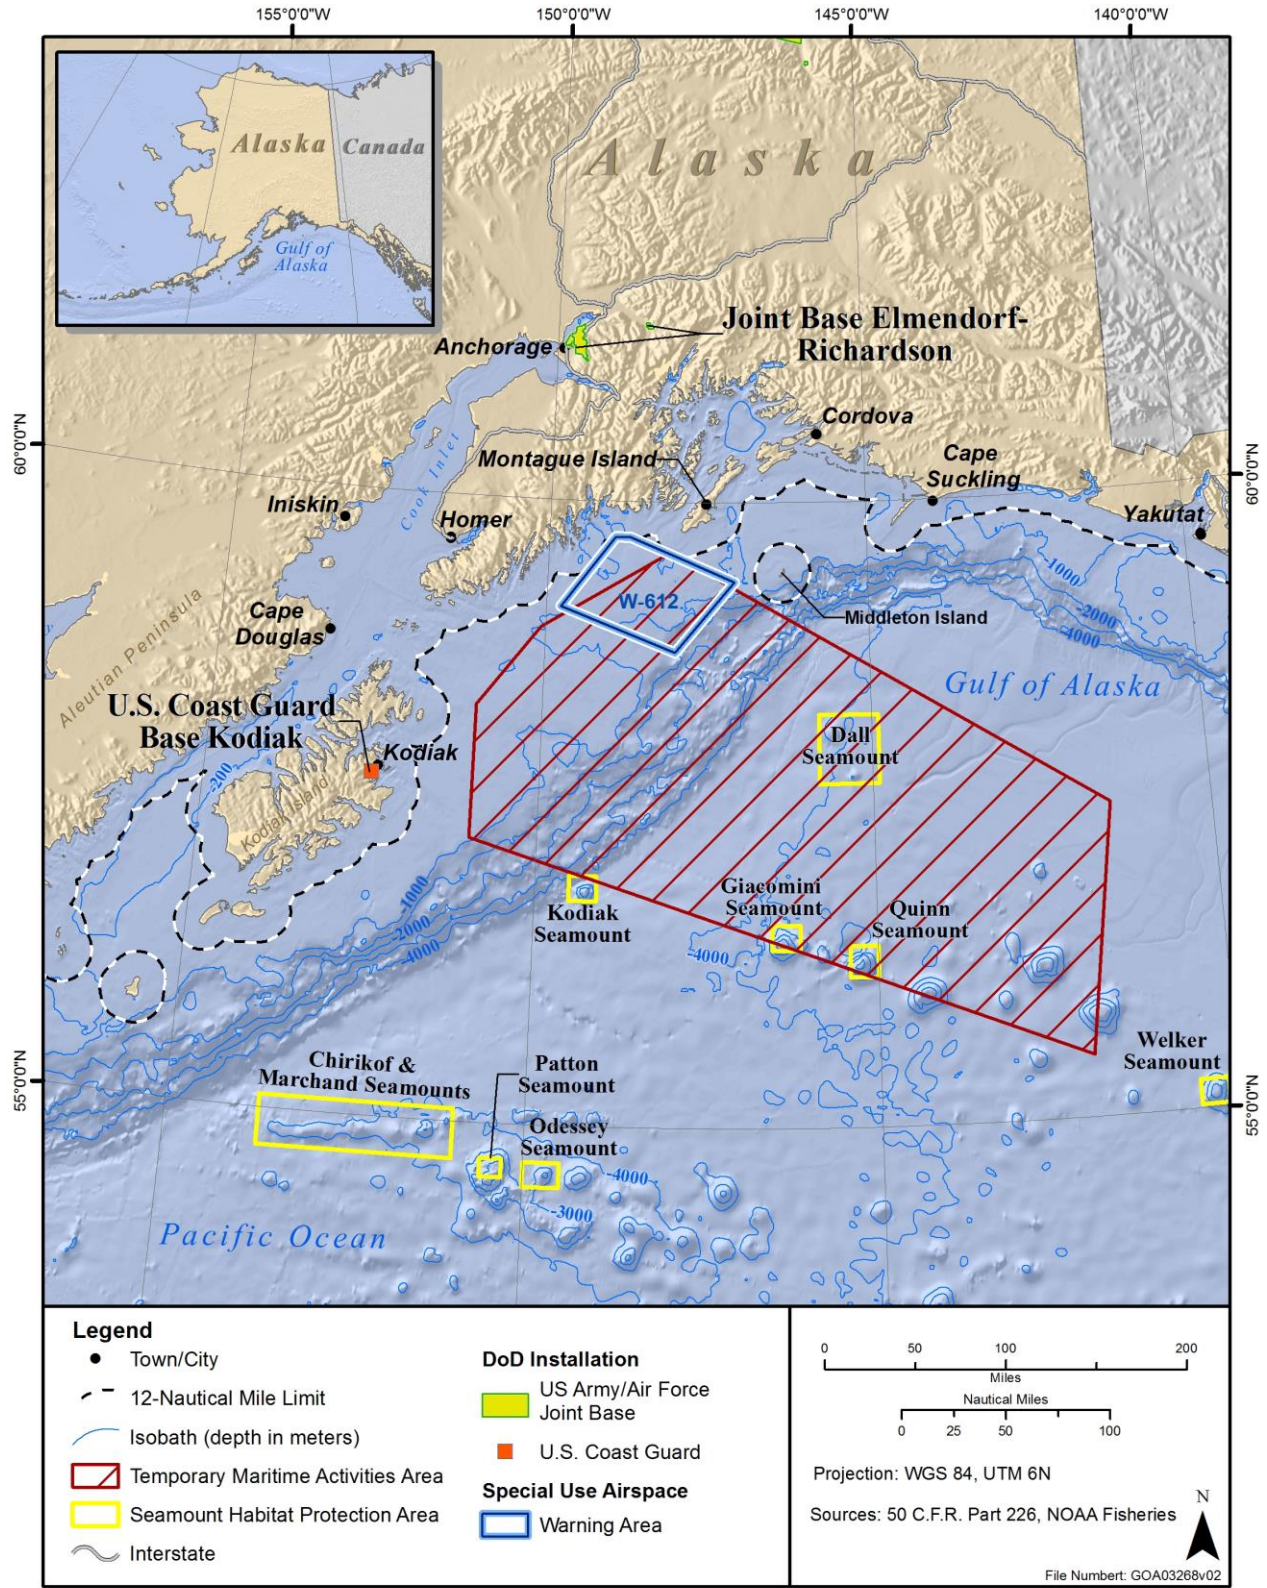 155°0'0"W
150°0'0"W
145°0'0"W
140°0'0"W
Alaska
Canada
Gulf of
Alaska
Alaska
Joint Base Elmendorf-
Richardson
Anchorage
Cordova
60°0'0"N
60°0'0"N
Montague Island
Cape
Suckling
Cook Inlet
Iniskin
Homer
Yakutat
-1000
W-612
-2000
-4000
Middleton Island
Cape
Douglas
Aleutian Peninsula
Gulf of Alaska
U.S. Coast Guard
Base Kodiak
Kodiak
Dall
Seamount
-200
Kodiak Island
-1000
-2000
-4000
Kodiak
Seamount
Giacomini
Seamount
Quinn
Seamount
-4000
Welker
Seamount
55°0'0"N
55°0'0"N
Chirikof &
Marchand Seamounts
Patton
Seamount
Odessey
Seamount
-4000
-3000
Pacific Ocean
Legend
Town/City
12-Nautical Mile Limit
Isobath (depth in meters)
Temporary Maritime Activities Area
Seamount Habitat Protection Area
Interstate
DoD Installation
US Army/Air Force
Joint Base
U.S. Coast Guard
Special Use Airspace
Warning Area
0 50 100 200
Miles
Nautical Miles
0 25 50 100
Projection: WGS 84, UTM 6N
Sources: 50 C.F.R. Part 226, NOAA Fisheries
N
File Numbert: GOA03268v02